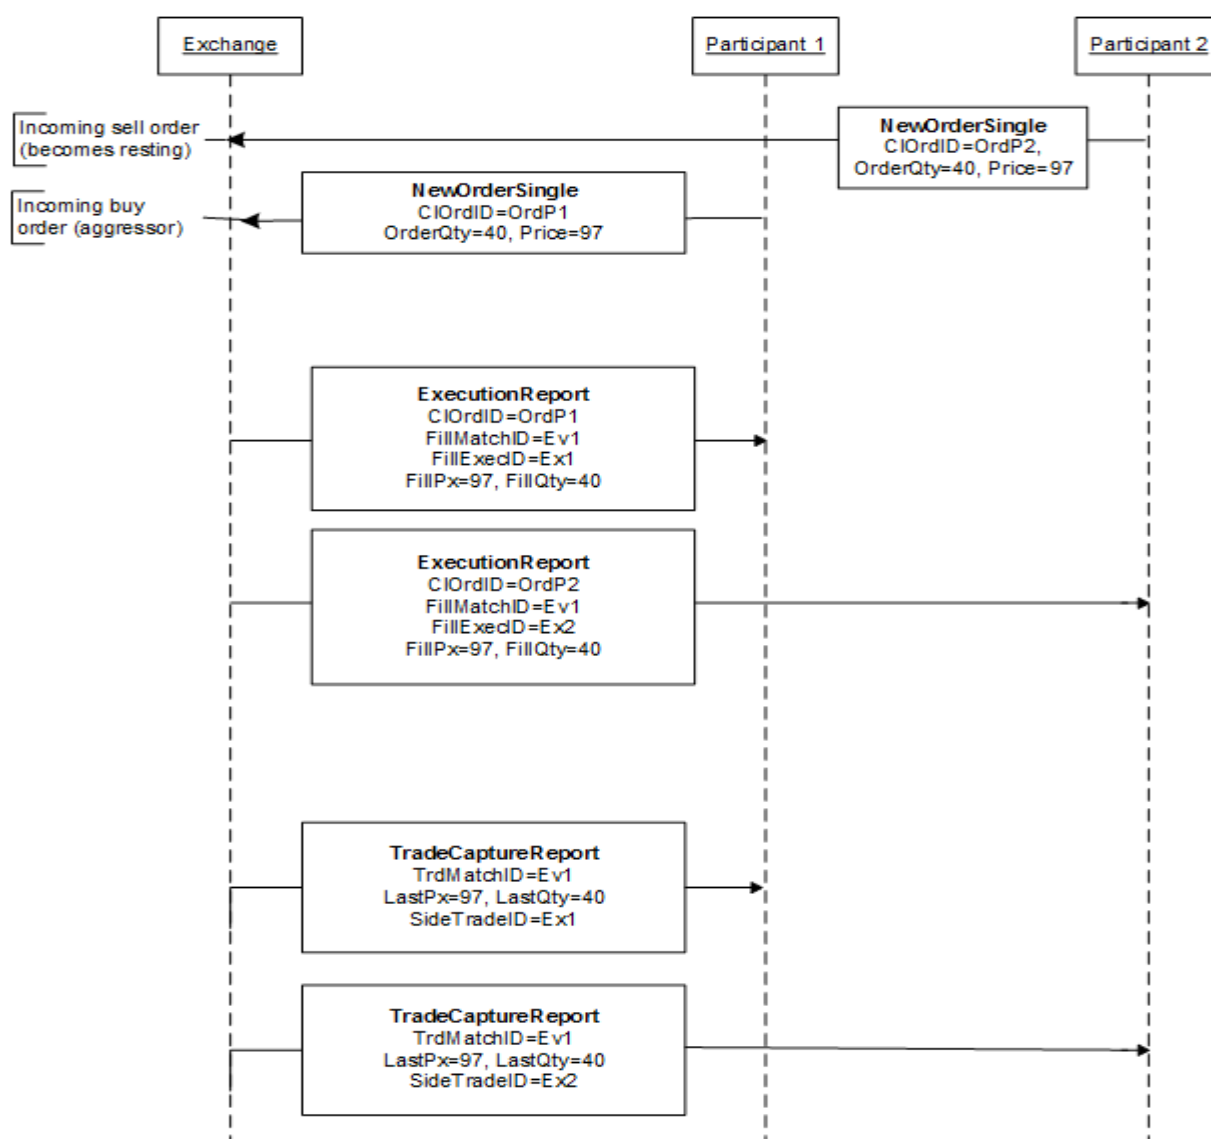 Exchange
Participant 1
Participant 2
Incoming sell order
(becomes resting)
NewOrderSingle
ClOrdID=OrdP2,
OrderQty=40, Price=97
Incoming buy
order (aggressor)
NewOrderSingle
ClOrdID=OrdP1
OrderQty=40, Price=97
ExecutionReport
ClOrdID=OrdP1
FillMatchID=Ev1
FillExecID=Ex1
FillPx=97, FillQty=40
ExecutionReport
ClOrdID=OrdP2
FillMatchID=Ev1
FillExecID=Ex2
FillPx=97, FillQty=40
TradeCaptureReport
TrdMatchID=Ev1
LastPx=97, LastQty=40
SideTradeID=Ex1
TradeCaptureReport
TrdMatchID=Ev1
LastPx=97, LastQty=40
SideTradeID=Ex2